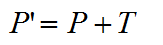 P' = P + T